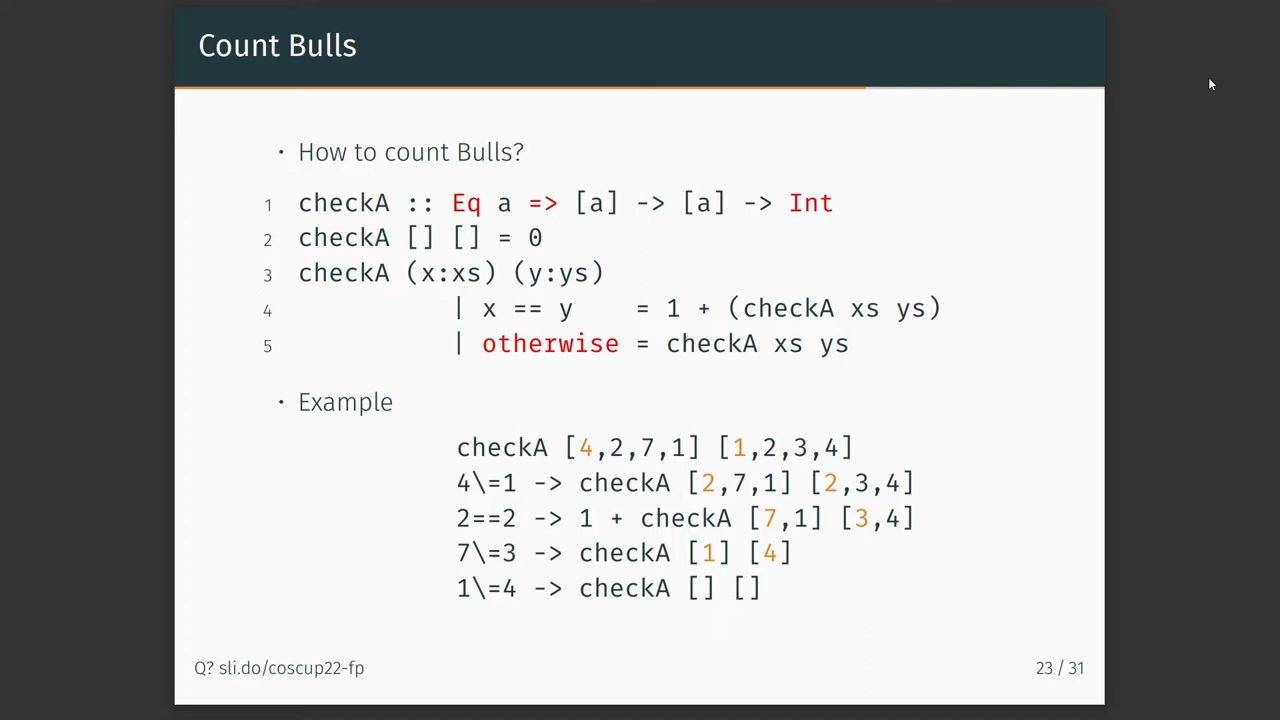 Count Bulls
• How to count Bulls?
1 checkA :: Eq a => [a] -> [a] -> Int
2 checkA [] [] = 0
3 checkA (x:xs) (y:ys)
4 | x == y = 1 + (checkA xs ys)
5 | otherwise = checkA xs ys
• Example
checkA [4,2,7,1] [1,2,3,4]
4\=1 -> checkA [2,7,1] [2,3,4]
2==2 -> 1 + checkA [7,1] [3,4]
7\=3 -> checkA [1] [4]
1\=4 -> checkA [] []
Q? sli.do/coscup22-fp
23 / 31